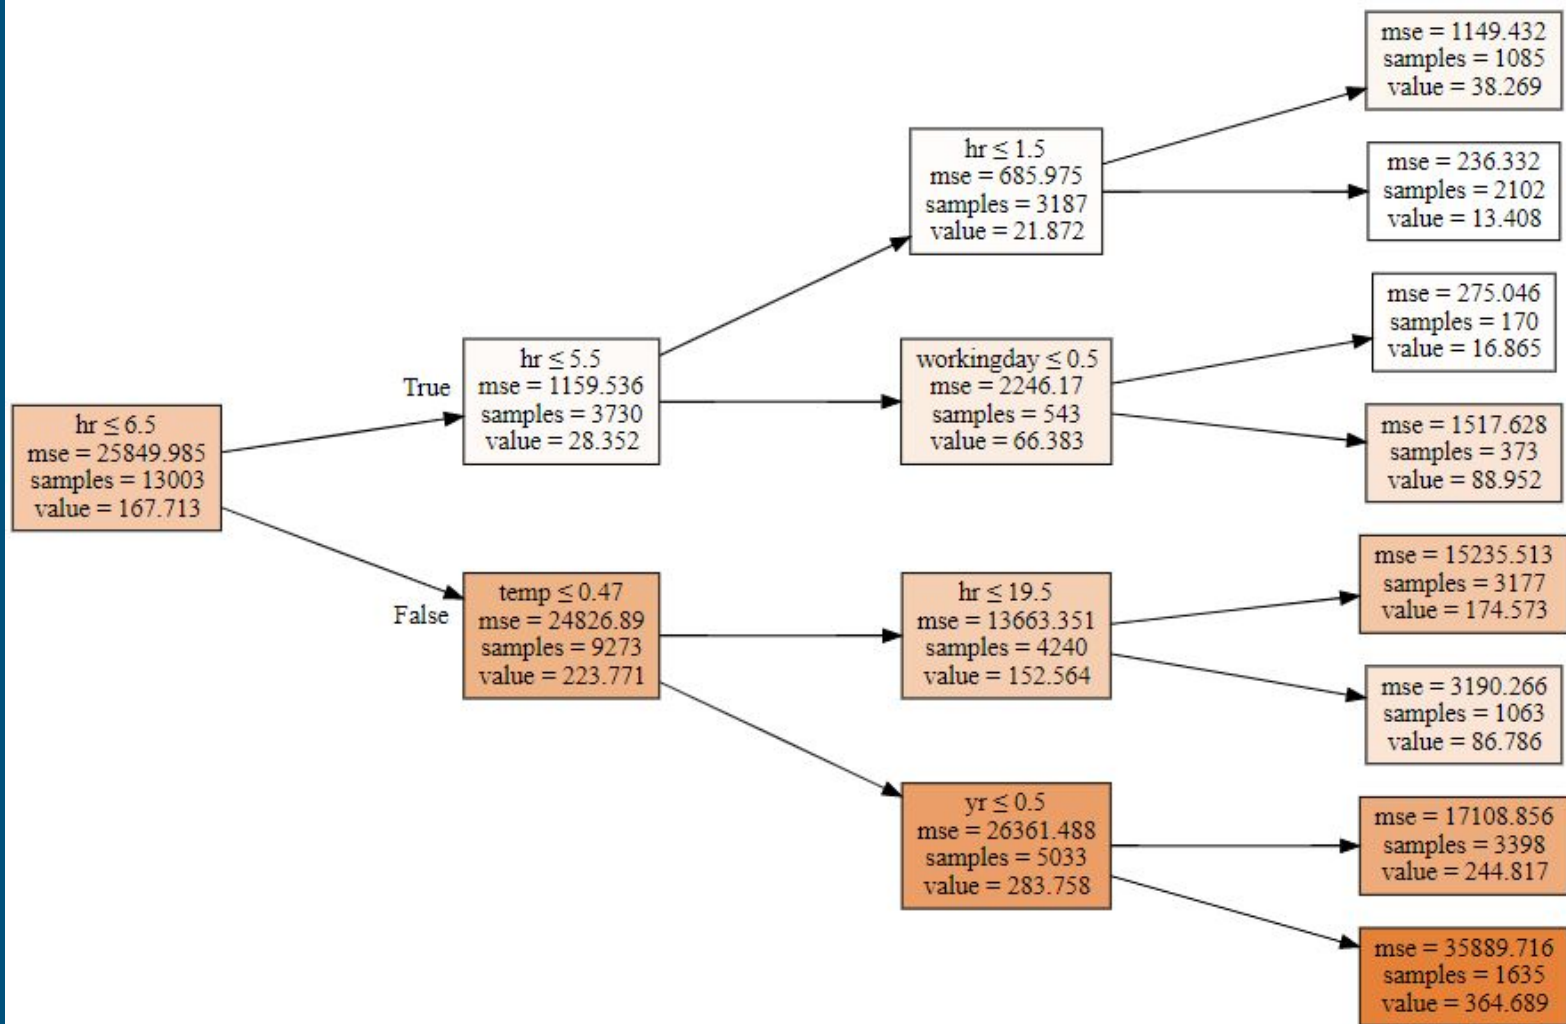 hr ≤ 6.5
mse = 25849.985
samples = 13003
value = 167.713
True
False
hr ≤ 5.5
mse = 1159.536
samples = 3730
value = 28.352
temp ≤ 0.47
mse = 24826.89
samples = 9273
value = 223.771
hr ≤ 1.5
mse = 685.975
samples = 3187
value = 21.872
workingday ≤ 0.5
mse = 2246.17
samples = 543
value = 66.383
hr ≤ 19.5
mse = 13663.351
samples = 4240
value = 152.564
yr ≤ 0.5
mse = 26361.488
samples = 5033
value = 283.758
mse = 1149.432
samples = 1085
value = 38.269
mse = 236.332
samples = 2102
value = 13.408
mse = 275.046
samples = 170
value = 16.865
mse = 1517.628
samples = 373
value = 88.952
mse = 15235.513
samples = 3177
value = 174.573
mse = 3190.266
samples = 1063
value = 86.786
mse = 17108.856
samples = 3398
value = 244.817
mse = 35889.716
samples = 1635
value = 364.689